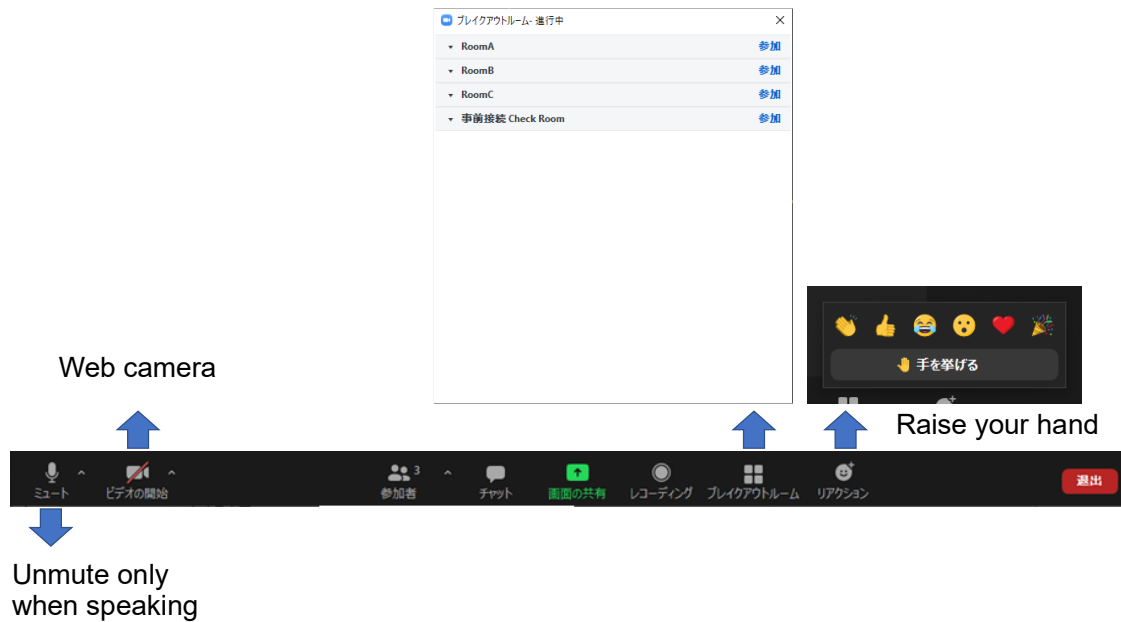 ブレイクアウトルーム- 進行中
RoomA 参加
RoomB 参加
RoomC 参加
事前接続 Check Room 参加
手を挙げる
Web camera
Raise your hand
ミュート ビデオの開始 参加者 3 チャット 画面の共有 レコーディング ブレイクアウトルーム リアクション 退出
Unmute only
when speaking